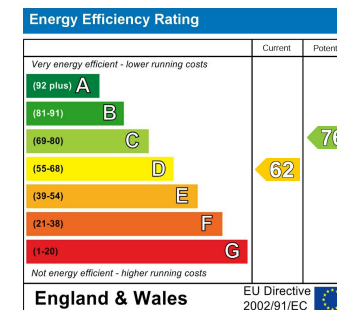 Energy Efficiency Rating
Current Potent
Very energy efficient - lower running costs
(92 plus) A
(81-91) B
(69-80) C 76
(55-68) D 62
(39-54) E
(21-38) F
(1-20) G
Not energy efficient - higher running costs
England & Wales
EU Directive
2002/91/EC